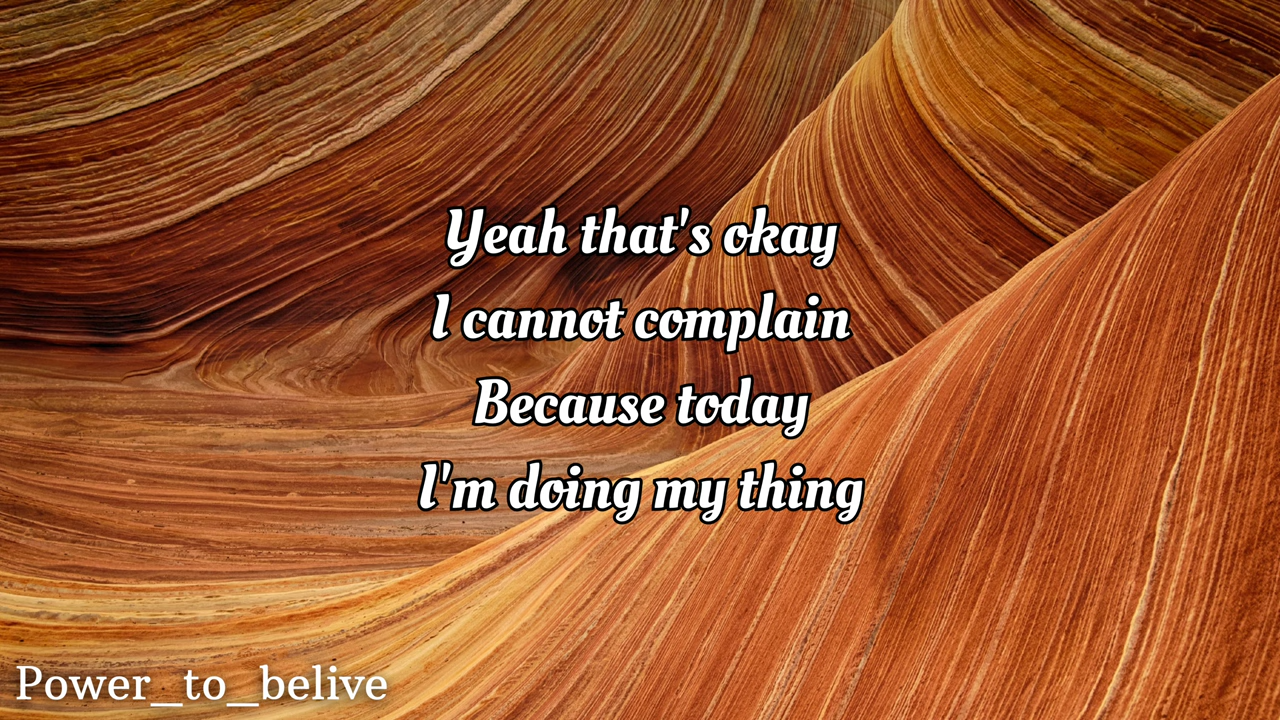 Yeah that's okay
I cannot complain
Because today
I'm doing my thing
Power_to_belive